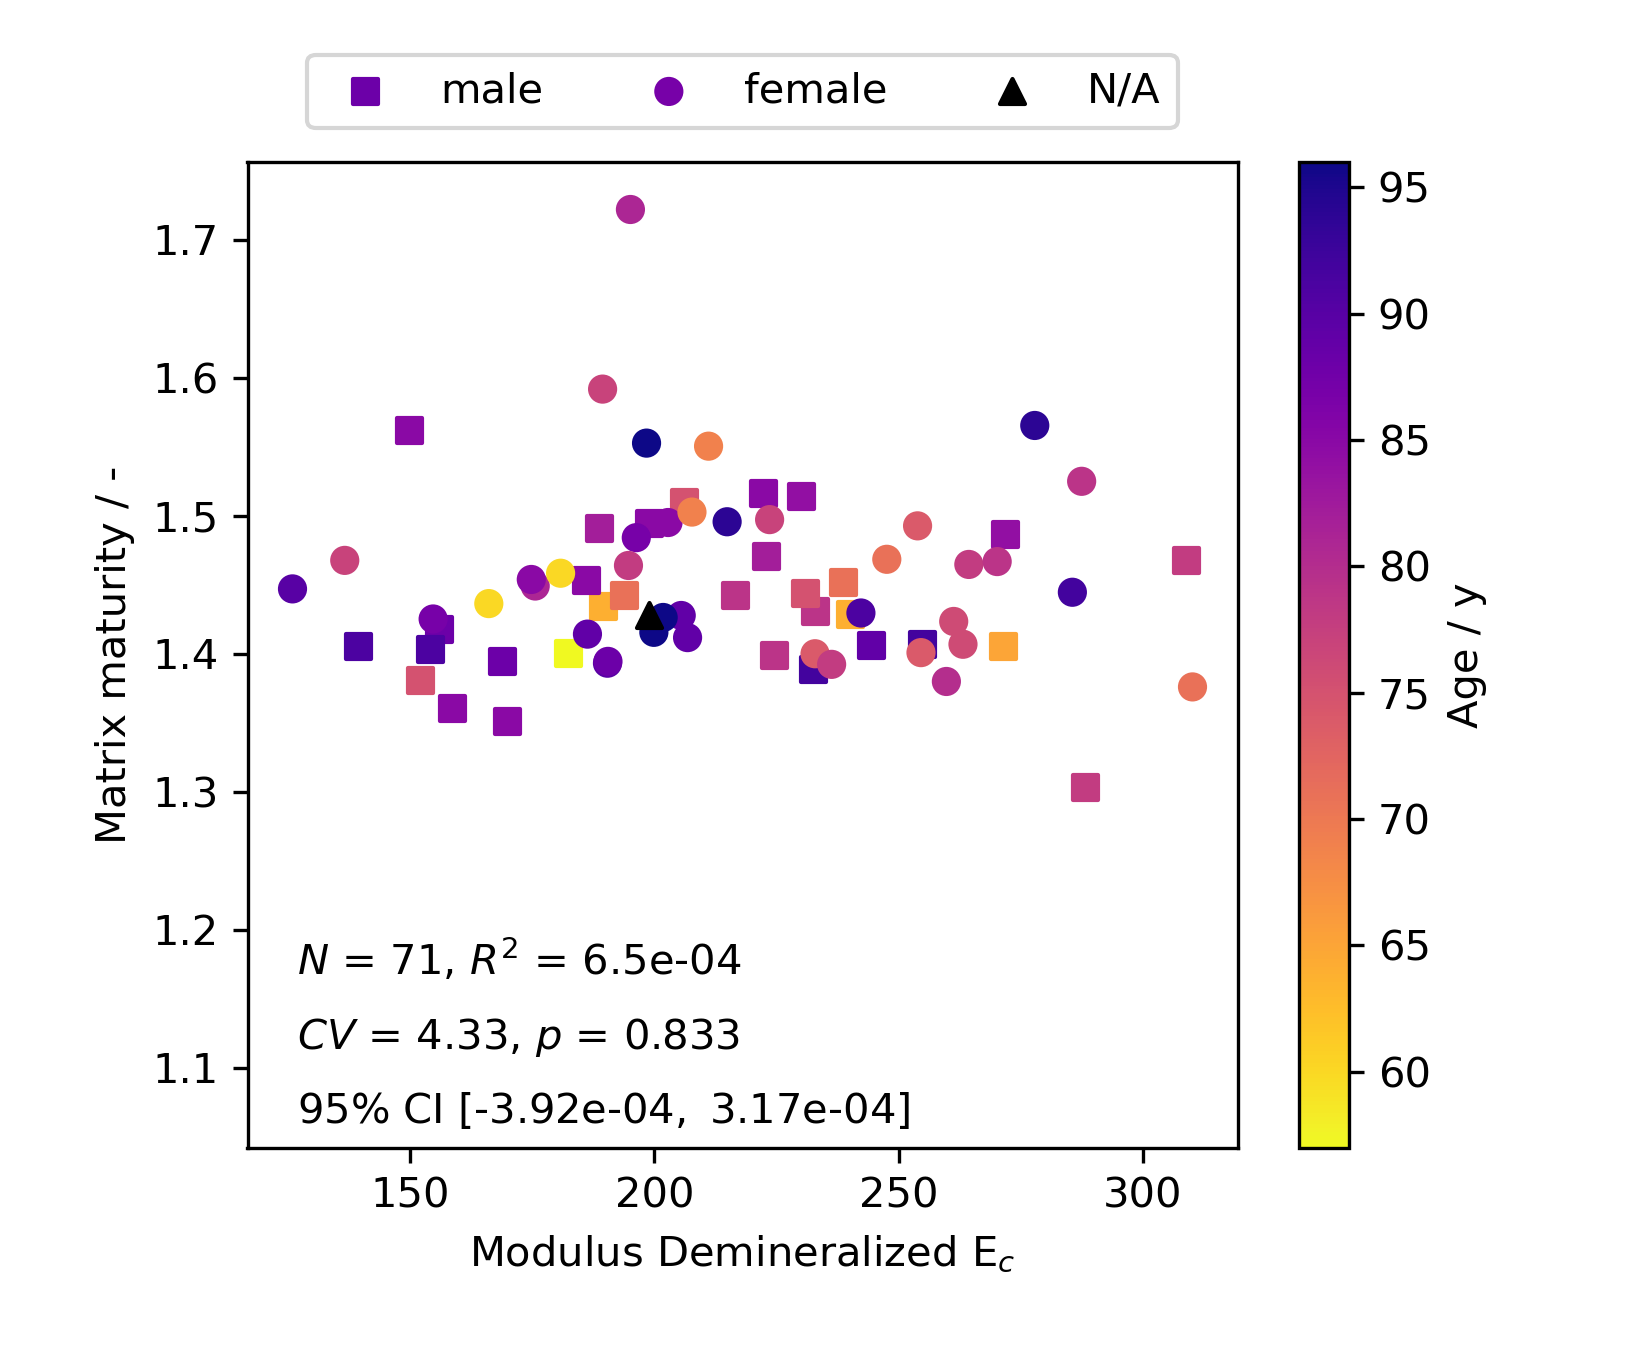 male female N/A
Matrix maturity / -
1.7
1.6
1.5
1.4
1.3
1.2
1.1
N = 71, R² = 6.5e-04
CV = 4.33, p = 0.833
95% CI [-3.92e-04, 3.17e-04]
150 200 250 300
Modulus Demineralized E_c
95
90
85
80
75
70
65
60
Age / y